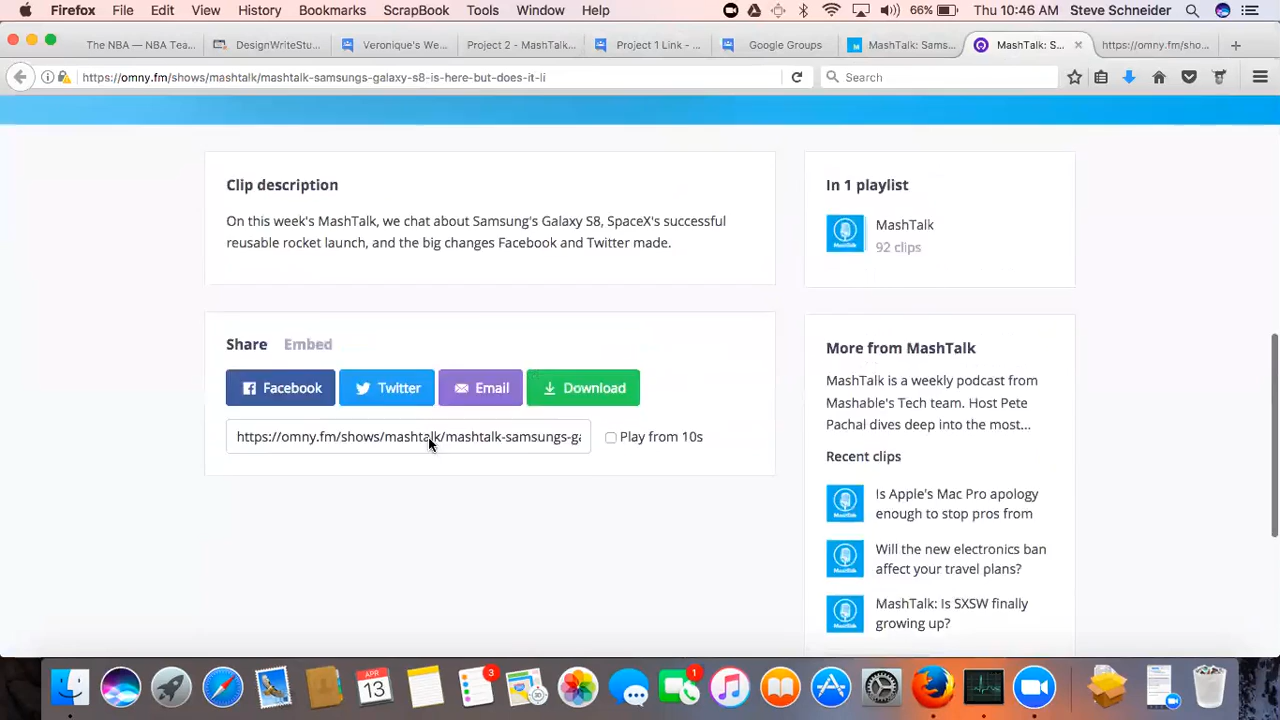 Firefox File Edit View History Bookmarks ScrapBook Tools Window Help 66% Thu 10:46 AM Steve Schneider
The NBA — NBA Tea... Designing eStu... Veronique's We... Project 2 - MashTalk... Project 1 Link - ... Google Groups MashTalk: Sams... MashTalk: S... https://omny.fm/sho...
https://omny.fm/shows/mashtalk/mashtalk-samsungs-galaxy-s8-is-here-but-does-it-li Search
Clip description
On this week's MashTalk, we chat about Samsung's Galaxy S8, SpaceX's successful
reusable rocket launch, and the big changes Facebook and Twitter made.
In 1 playlist
MashTalk
92 clips
Share Embed
Facebook Twitter Email Download
https://omny.fm/shows/mashtalk/mashtalk-samsungs-ga Play from 10s
More from MashTalk
MashTalk is a weekly podcast from
Mashable's Tech team. Host Pete
Pachal dives deep into the most...
Recent clips
Is Apple's Mac Pro apology
enough to stop pros from
Will the new electronics ban
affect your travel plans?
MashTalk: Is SXSW finally
growing up?
APR
13
3
1